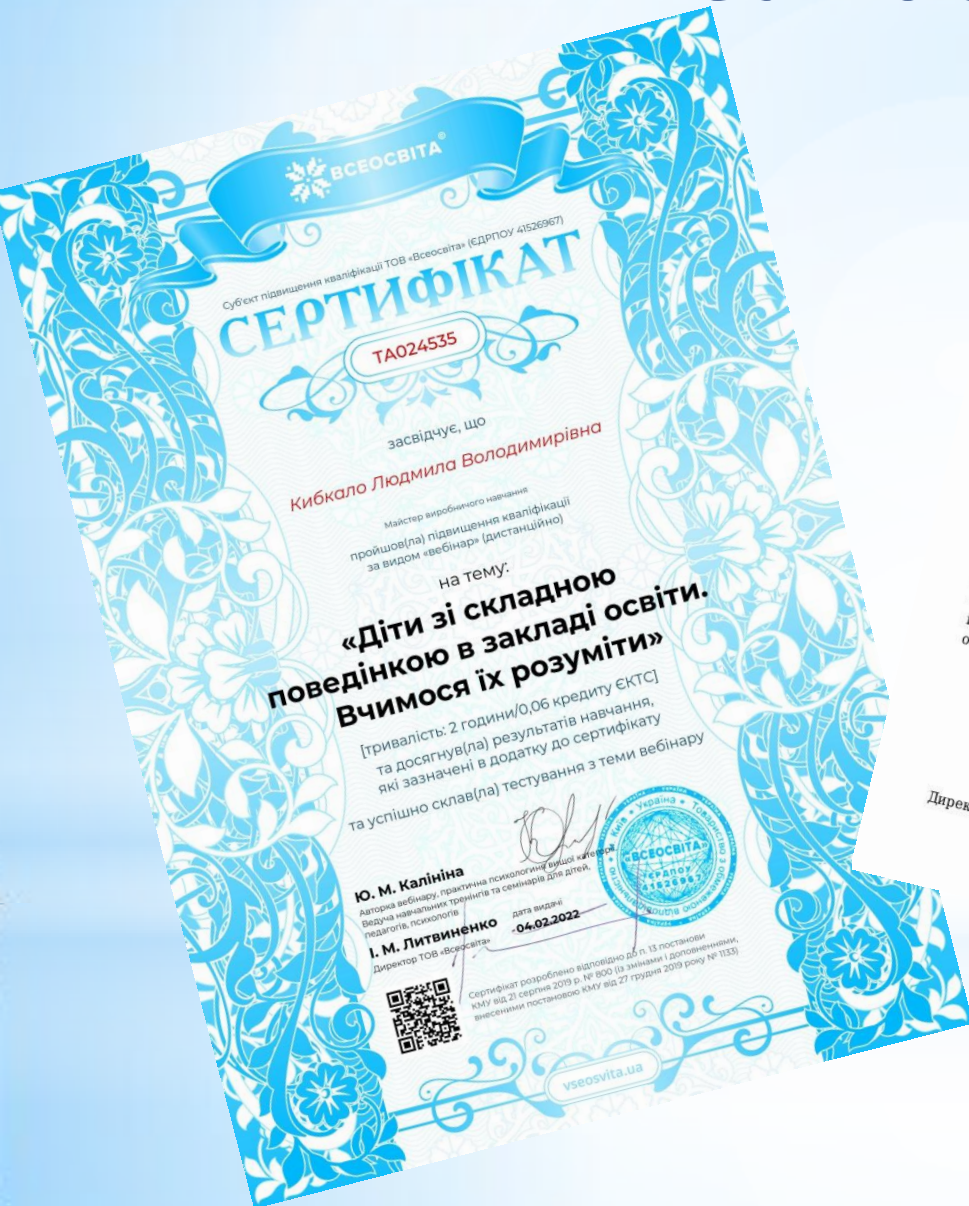 ВСЕОСВІТА
Суб'єкт підвищення кваліфікації ТОВ «Всеосвіта» (ЄДРПОУ 41526967)
СЕРТИФІКАТ
ТА024535
засвідчує, що
Кибкало Людмила Володимирівна
Майстер виробничого навчання
пройшов(ла) підвищення кваліфікації
за видом «вебінар» (дистанційно)
на тему:
«Діти зі складною
поведінкою в закладі освіти.
Вчимося їх розуміти»
[тривалість: 2 години/0,06 кредиту ЄКТС]
та досягнув(ла) результатів навчання,
які зазначені в додатку до сертифікату
та успішно склав(ла) тестування з теми вебінару
Ю. М. Калініна
Авторка вебінару, практична психологиня вищої категорії.
Ведуча навчальних тренінгів та семінарів для дітей,
педагогів, психологів
І. М. Литвиненко
Директор ТОВ «Всеосвіта»
дата видачі
04.02.2022
Україна
Київ
ВСЕОСВІТА
ЄДРПОУ
41526967
Сертифікат розроблено відповідно до п. 13 постанови
КМУ від 21 серпня 2019 р. № 800 (із змінами і доповненнями,
внесеними постановою КМУ від 27 грудня 2019 року № 1133)
vseosvita.ua